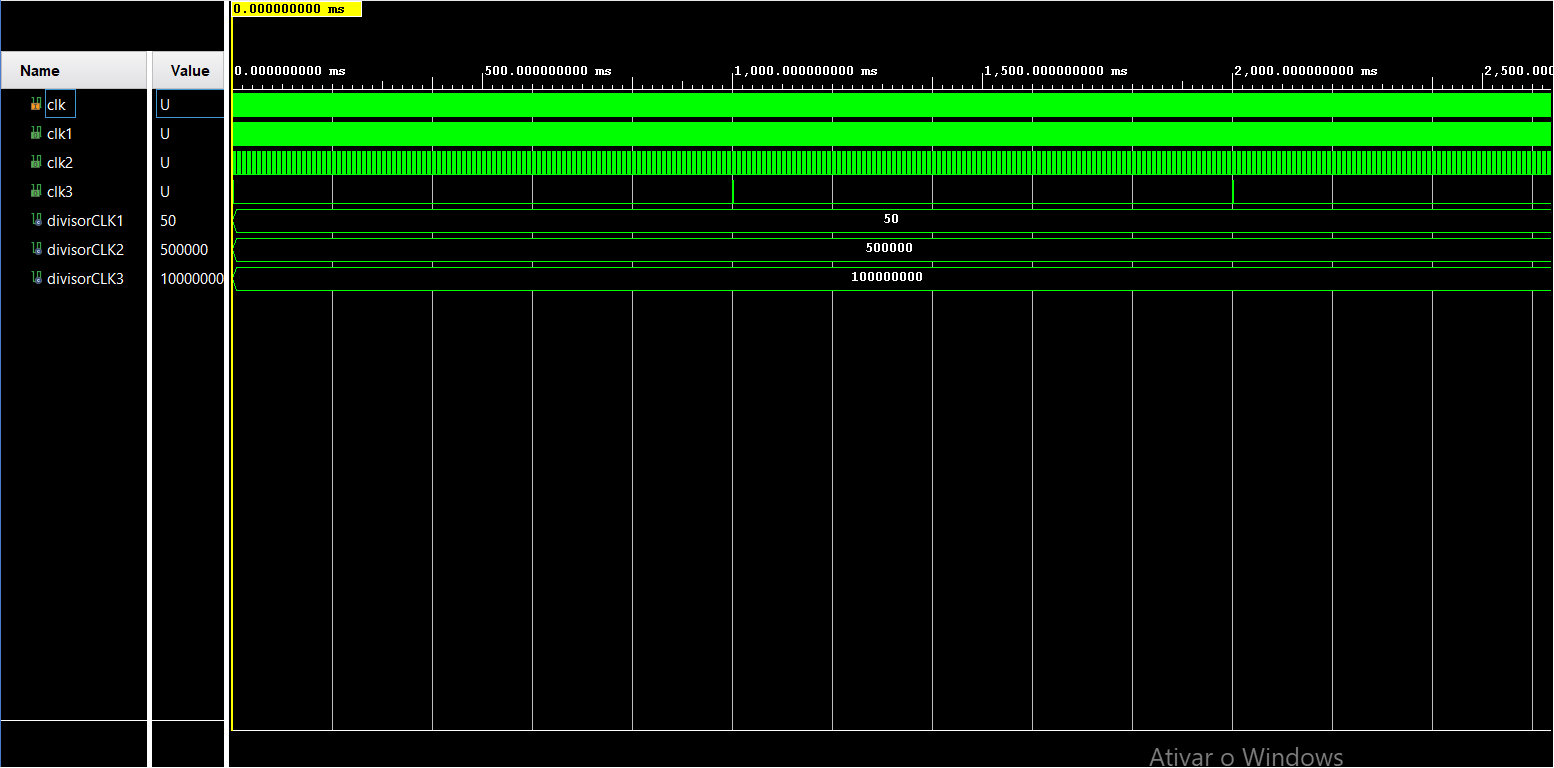 0.000000000 ms
Name Value 0.000000000 ms 500.000000000 ms 1,000.000000000 ms 1,500.000000000 ms 2,000.000000000 ms 2,500.00
clk U
clk1 U
clk2 U
clk3 U
divisorCLK1 50 50
divisorCLK2 500000 500000
divisorCLK3 10000000 100000000
Ativar o Windows